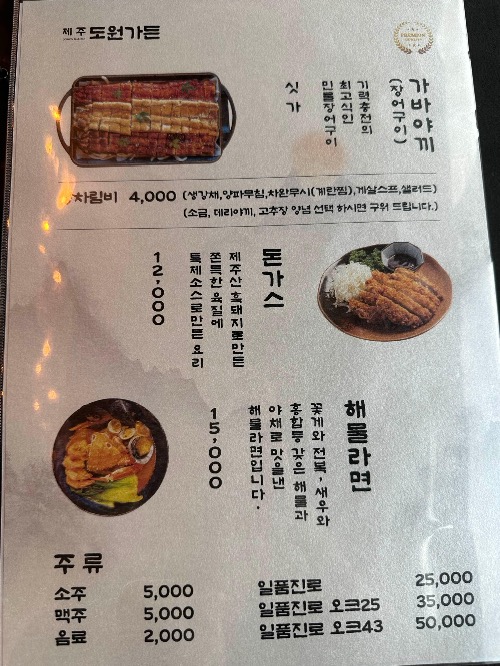 제주 도원가든
가바야끼
(장어구이)
기력충전의
최고식인
민물장어구이
싯가
상차림비 4,000 (생강채,양파무침,차완무시(계란찜),게살스프,샐러드)
(소금, 데리야끼, 고추장 양념 선택 하시면 구워 드립니다.)
돈가스
제주산 흑돼지로만든
쫀득한 육질에
특제소스로만든 요리
12,000
해물라면
꽃게와 전복, 새우와
홍합등 갖은 해물과
야채로 맛을낸
해물라면입니다.
15,000
주류
소주 5,000
맥주 5,000
음료 2,000
일품진로 25,000
일품진로 오크25 35,000
일품진로 오크43 50,000